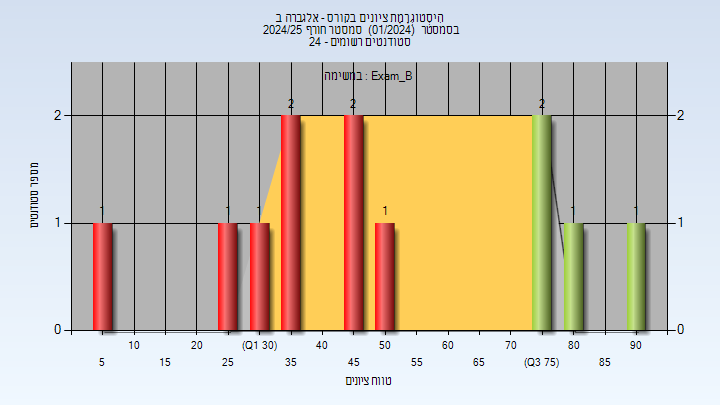 היסטוגרמת ציונים בקורס - אלגברה ב
בסמסטר (01/2024) סמסטר חורף 2024/25
סטודנטים רשומים - 24
במשימה : Exam_B
מספר סטודנטים
2 2
1 1
0 0
1 1 1 2 2 1 2 1 1
10 20 (Q1 30) 40 50 60 70 80 90
5 15 25 35 45 55 65 (Q3 75) 85
טווח ציונים